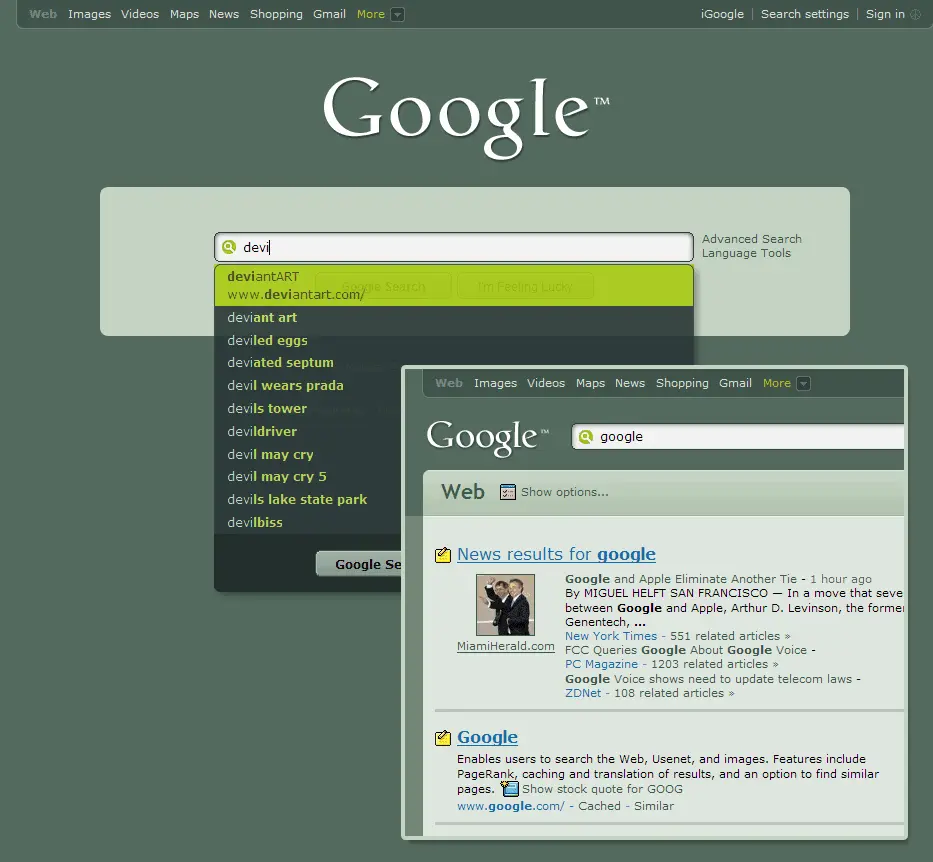 Web Images Videos Maps News Shopping Gmail More
iGoogle | Search settings | Sign in
Google™
devi
Advanced Search
Language Tools
deviantART
www.deviantart.com/
Google Search I'm Feeling Lucky
deviant art
deviled eggs
deviated septum
devil wears prada
devils tower
devildriver
devil may cry
devil may cry 5
devils lake state park
devilbiss
Google Se
Web Images Videos Maps News Shopping Gmail More
Google™
google
Web Show options...
News results for google
Google and Apple Eliminate Another Tie - 1 hour ago
By MIGUEL HELFT SAN FRANCISCO — In a move that seve
between Google and Apple, Arthur D. Levinson, the forme
Genentech, ...
New York Times - 551 related articles »
FCC Queries Google About Google Voice -
PC Magazine - 1203 related articles »
Google Voice shows need to update telecom laws -
ZDNet - 108 related articles »
MiamiHerald.com
Google
Enables users to search the Web, Usenet, and images. Features include
PageRank, caching and translation of results, and an option to find similar
pages. Show stock quote for GOOG
www.google.com/ - Cached - Similar